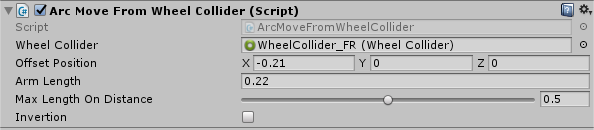 Arc Move From Wheel Collider (Script)
Script ArcMoveFromWheelCollider
Wheel Collider WheelCollider_FR (Wheel Collider)
Offset Position X -0.21 Y 0 Z 0
Arm Length 0.22
Max Length On Distance 0.5
Invertion